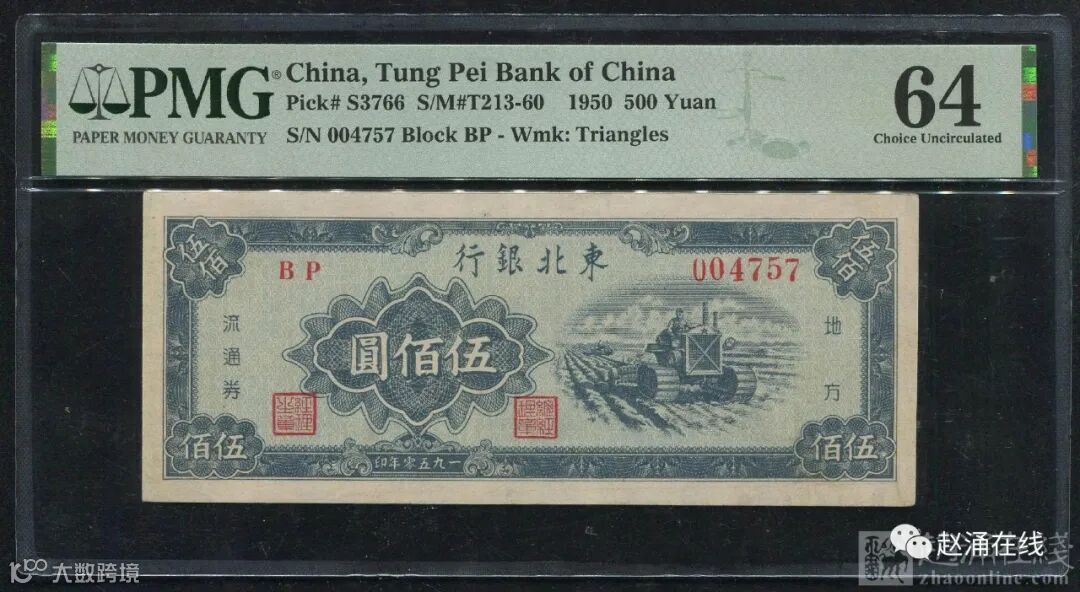 PMG®
PAPER MONEY GUARANTY
China, Tung Pei Bank of China
Pick# S3766 S/M#T213-60 1950 500 Yuan
S/N 004757 Block BP - Wmk: Triangles
64
Choice Uncirculated
伍佰
伍佰
行銀北東
BP
004757
流通券
地方
圓佰伍
佰伍
佰伍
印年零五九一
大数跨境
赵涌在线
zhaoonline.com